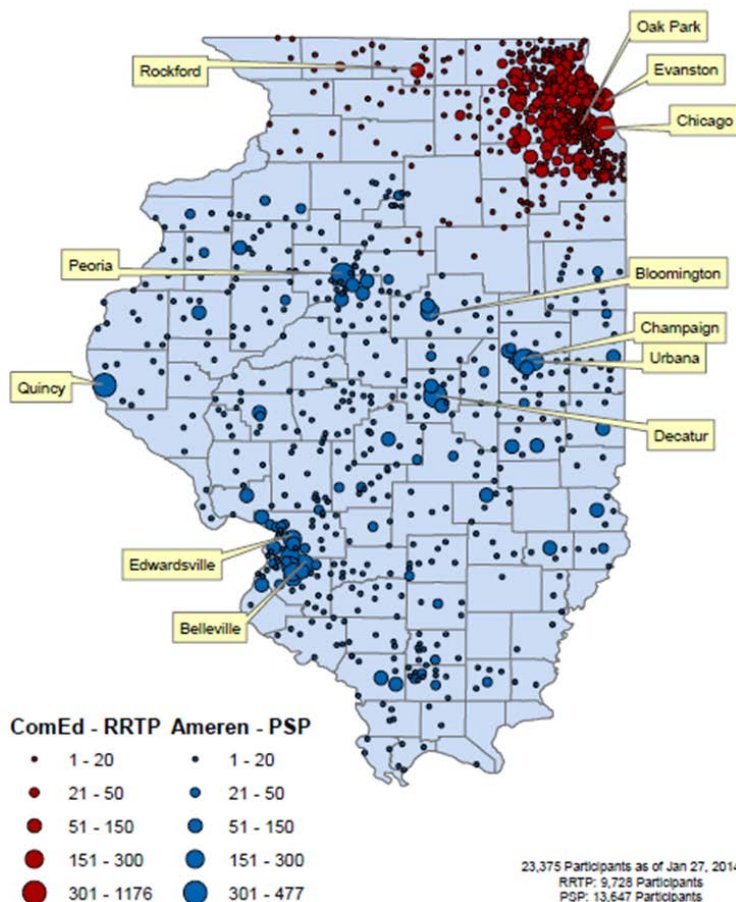 Oak Park
Rockford
Evanston
Chicago
Peoria
Bloomington
Champaign
Urbana
Quincy
Decatur
Edwardsville
Belleville
ComEd - RRTP Ameren - PSP
1 - 20 1 - 20
21 - 50 21 - 50
51 - 150 51 - 150
151 - 300 151 - 300
301 - 1176 301 - 477
23,375 Participants as of Jan 27, 2014
RRTP: 9,728 Participants
PSP: 13,647 Participants